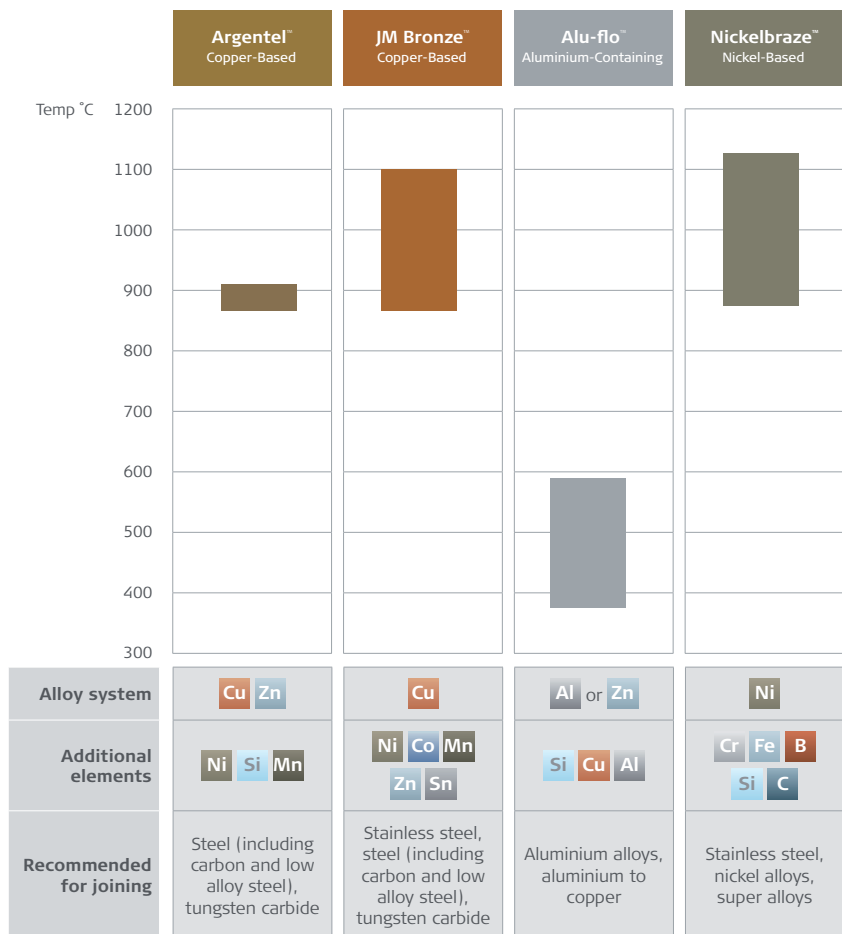 Argentel™
Copper-Based
JM Bronze™
Copper-Based
Alu-flo™
Aluminium-Containing
Nickelbraze™
Nickel-Based
Temp °C
1200
1100
1000
900
800
700
600
500
400
300
Alloy system
Cu Zn
Cu
Al or Zn
Ni
Additional
elements
Ni Si Mn
Ni Co Mn
Zn Sn
Si Cu Al
Cr Fe B
Si C
Recommended
for joining
Steel (including
carbon and low
alloy steel),
tungsten carbide
Stainless steel,
steel (including
carbon and low
alloy steel),
tungsten carbide
Aluminium alloys,
aluminium to
copper
Stainless steel,
nickel alloys,
super alloys